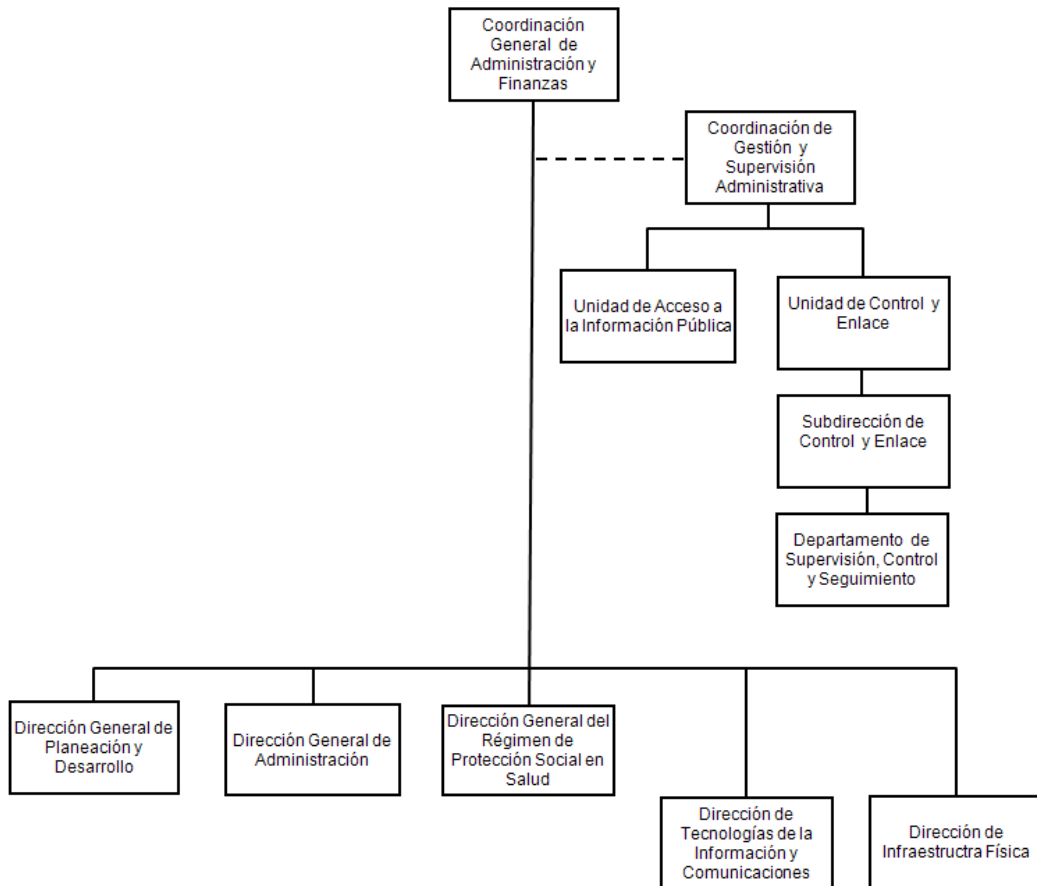 Coordinación
General de
Administración y
Finanzas
Coordinación de
Gestión y
Supervisión
Administrativa
Unidad de Acceso a
la Información Pública
Unidad de Control y
Enlace
Subdirección de
Control y Enlace
Departamento de
Supervisión, Control
y Seguimiento
Dirección General de
Planeación y
Desarrollo
Dirección General de
Administración
Dirección General del
Régimen de
Protección Social en
Salud
Dirección de
Tecnologías de la
Información y
Comunicaciones
Dirección de
Infraestructra Física